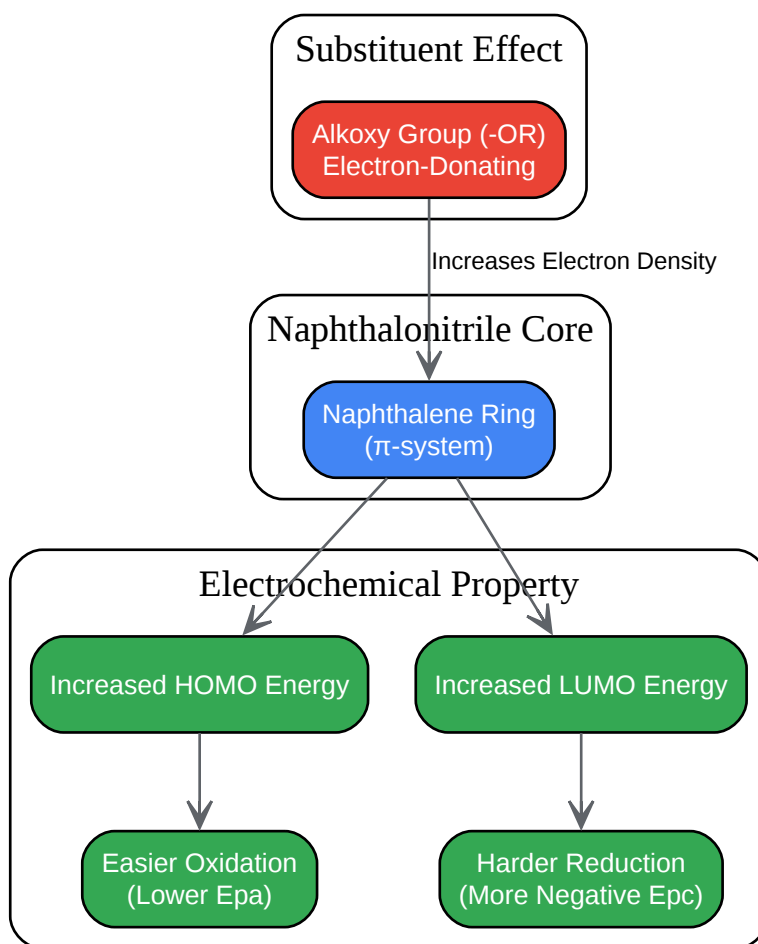 Substituent Effect
Alkoxy Group (-OR)
Electron-Donating
Increases Electron Density
Naphthalonitrile Core
Naphthalene Ring
(π-system)
Electrochemical Property
Increased HOMO Energy
Increased LUMO Energy
Easier Oxidation
(Lower Epa)
Harder Reduction
(More Negative Epc)